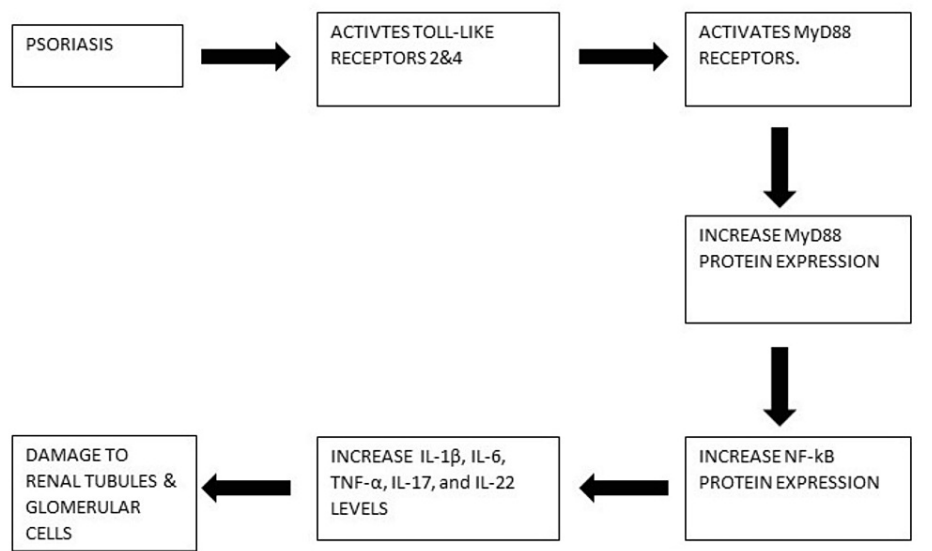 PSORIASIS
ACTIVTES TOLL-LIKE
RECEPTORS 2&4
ACTIVATES MyD88
RECEPTORS.
INCREASE MyD88
PROTEIN EXPRESSION
INCREASE NF-kB
PROTEIN EXPRESSION
INCREASE IL-1β, IL-6,
TNF-α, IL-17, and IL-22
LEVELS
DAMAGE TO
RENAL TUBULES &
GLOMERULAR
CELLS